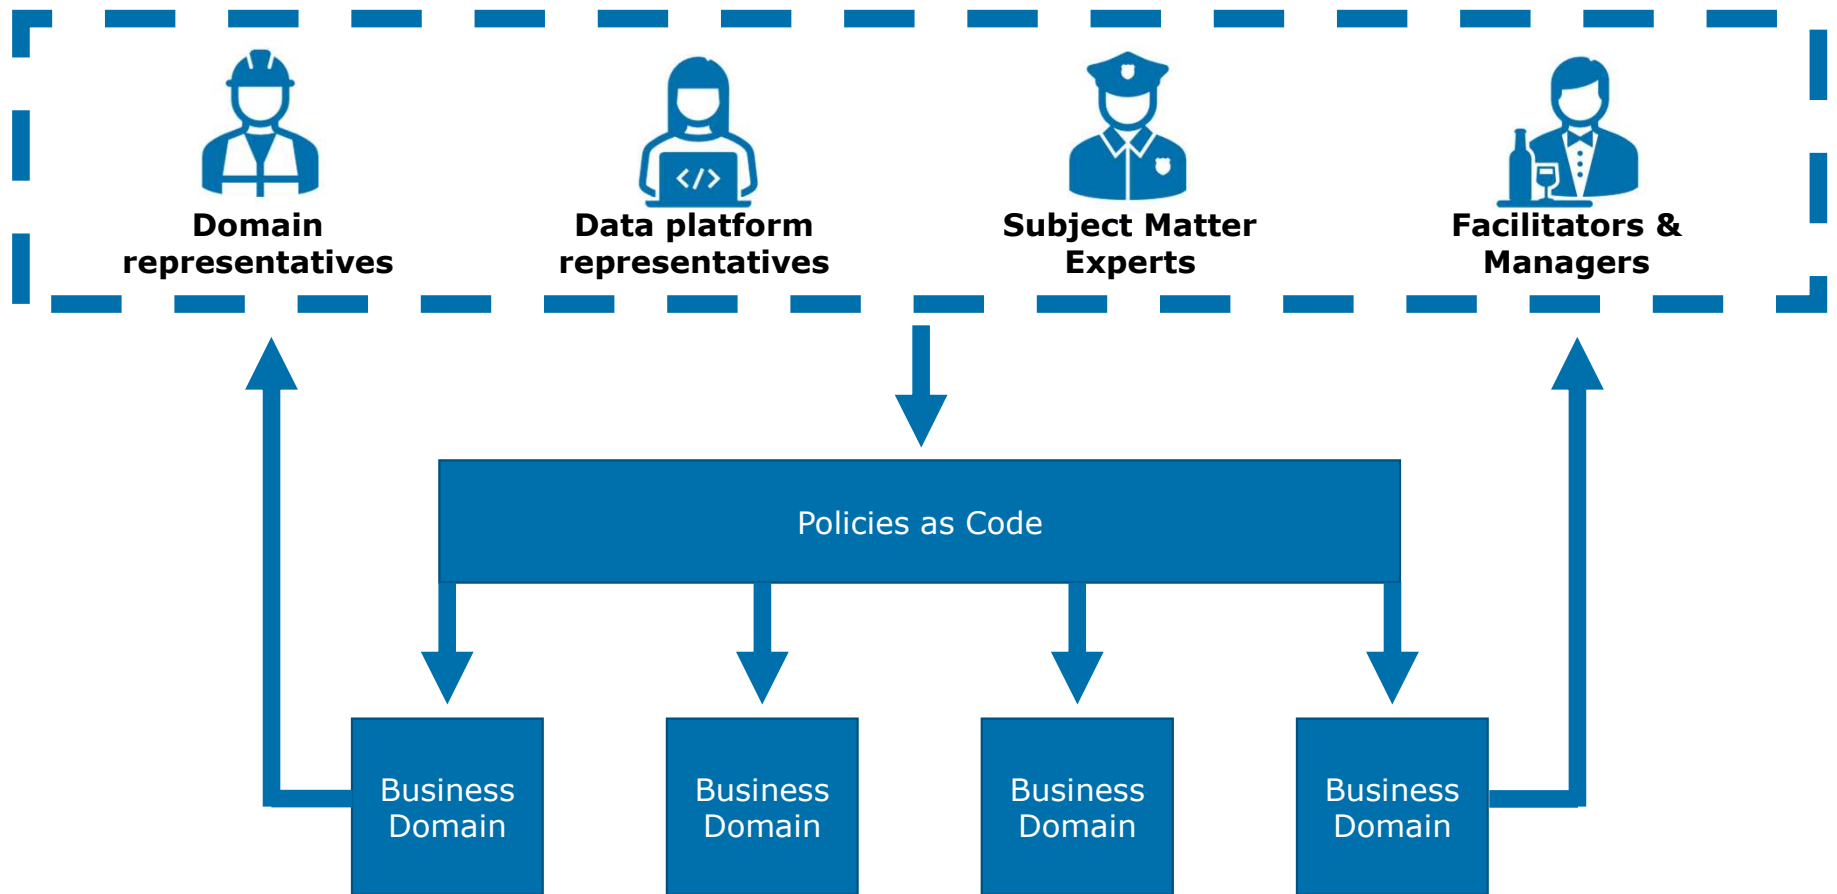 </>
Domain
representatives
Data platform
representatives
Subject Matter
Experts
Facilitators &
Managers
Policies as Code
Business
Domain
Business
Domain
Business
Domain
Business
Domain